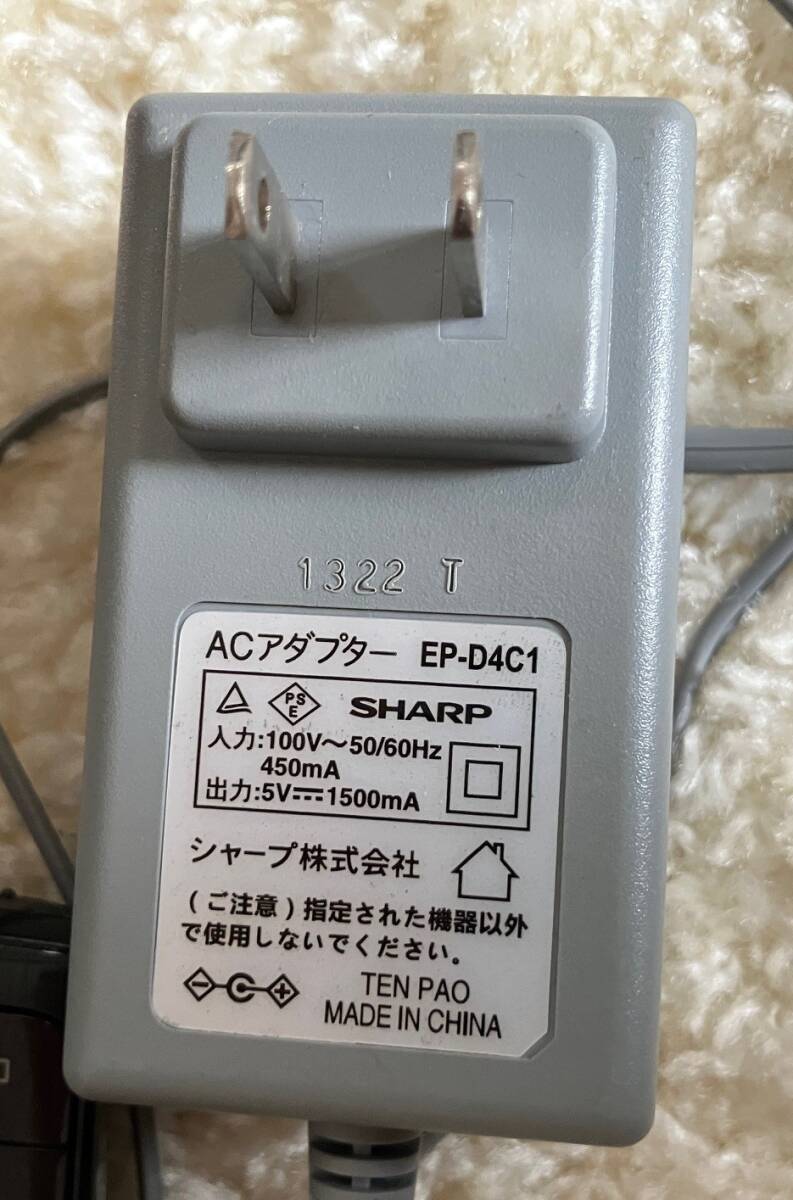 1322 T
ACアダプター EP-D4C1
PS
E
SHARP
入力:100V～50/60Hz
450mA
出力:5V⎓1500mA
シャープ株式会社
(ご注意)指定された機器以外
で使用しないでください。
TEN PAO
MADE IN CHINA